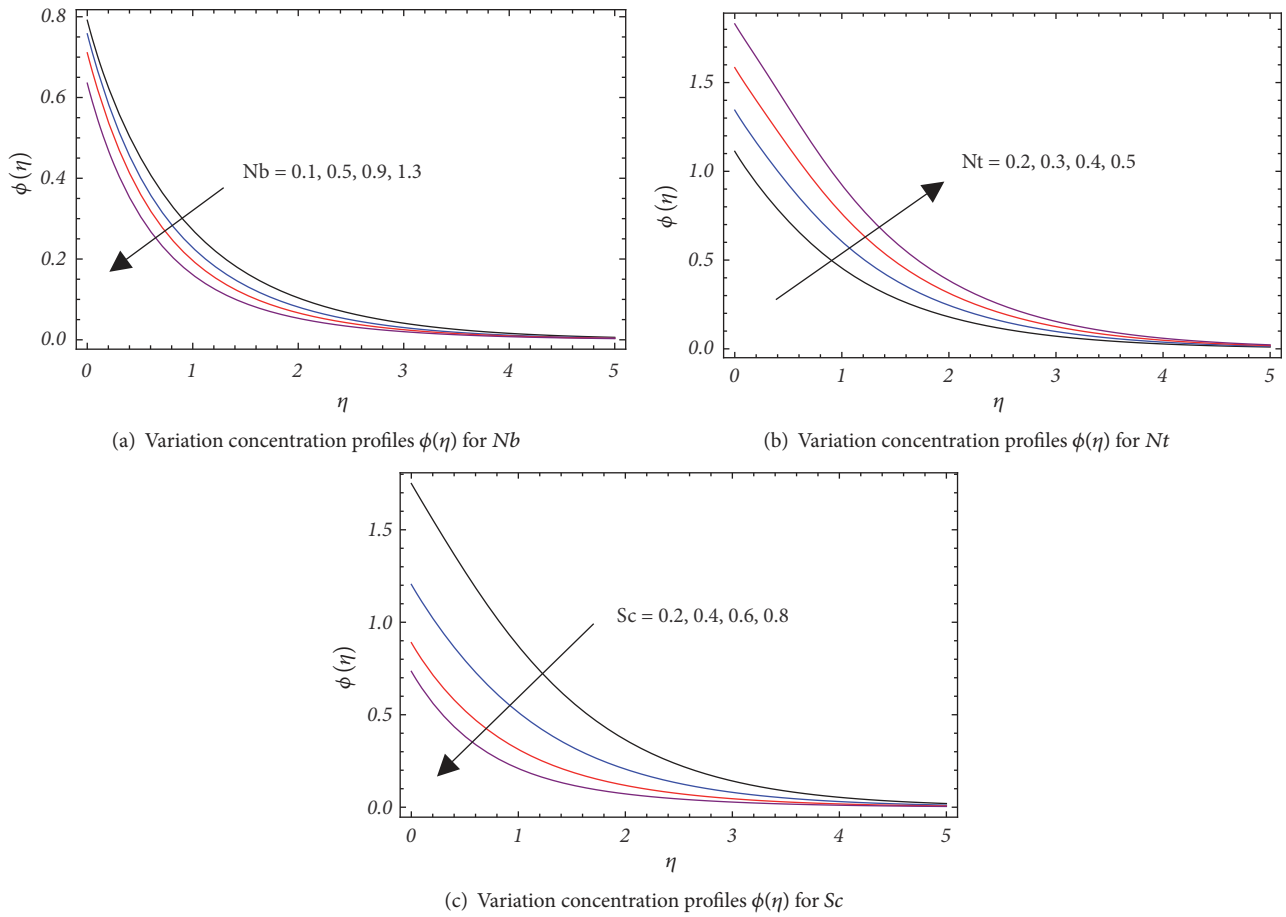 0.8
0.6
0.4
0.2
0.0
ϕ(η)
Nb = 0.1, 0.5, 0.9, 1.3
0 1 2 3 4 5
η
(a) Variation concentration profiles ϕ(η) for Nb
1.5
1.0
0.5
0.0
ϕ(η)
Nt = 0.2, 0.3, 0.4, 0.5
0 1 2 3 4 5
η
(b) Variation concentration profiles ϕ(η) for Nt
1.5
1.0
0.5
0.0
ϕ(η)
Sc = 0.2, 0.4, 0.6, 0.8
0 1 2 3 4 5
η
(c) Variation concentration profiles ϕ(η) for Sc